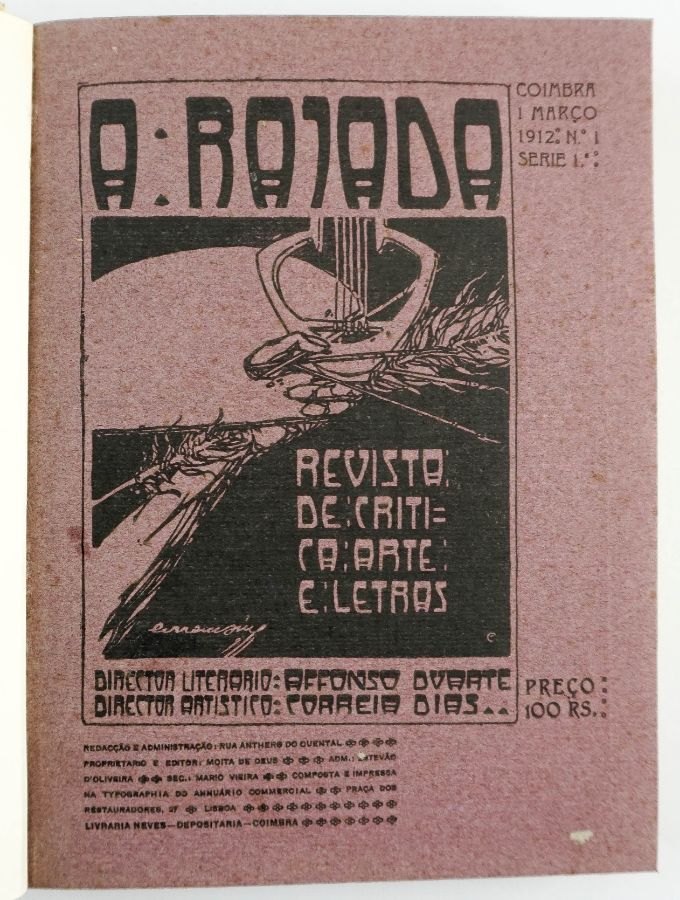 A : RAJADA
COIMBRA
1 MARÇO
1912. N.º 1
SERIE 1.ª
REVISTA
DE CRITI=
CA ARTE
E LETRAS
DIRECTOR LITERARIO: AFFONSO DUARTE
DIRECTOR ARTISTICO: CORREIA DIAS..
PREÇO:
100 RS.
REDACÇÃO E ADMINISTRAÇÃO: RUA ANTHERO DO QUENTAL
PROPRIETARIO E EDITOR: MOITA DE DEUS ADM.: ESTEVÃO
D'OLIVEIRA SEC.: MARIO VIEIRA COMPOSTA E IMPRESSA
NA TYPOGRAPHIA DO ANNUARIO COMMERCIAL PRAÇA DOS
RESTAURADORES, 27 LISBOA
LIVRARIA NEVES—DEPOSITARIA—COIMBRA